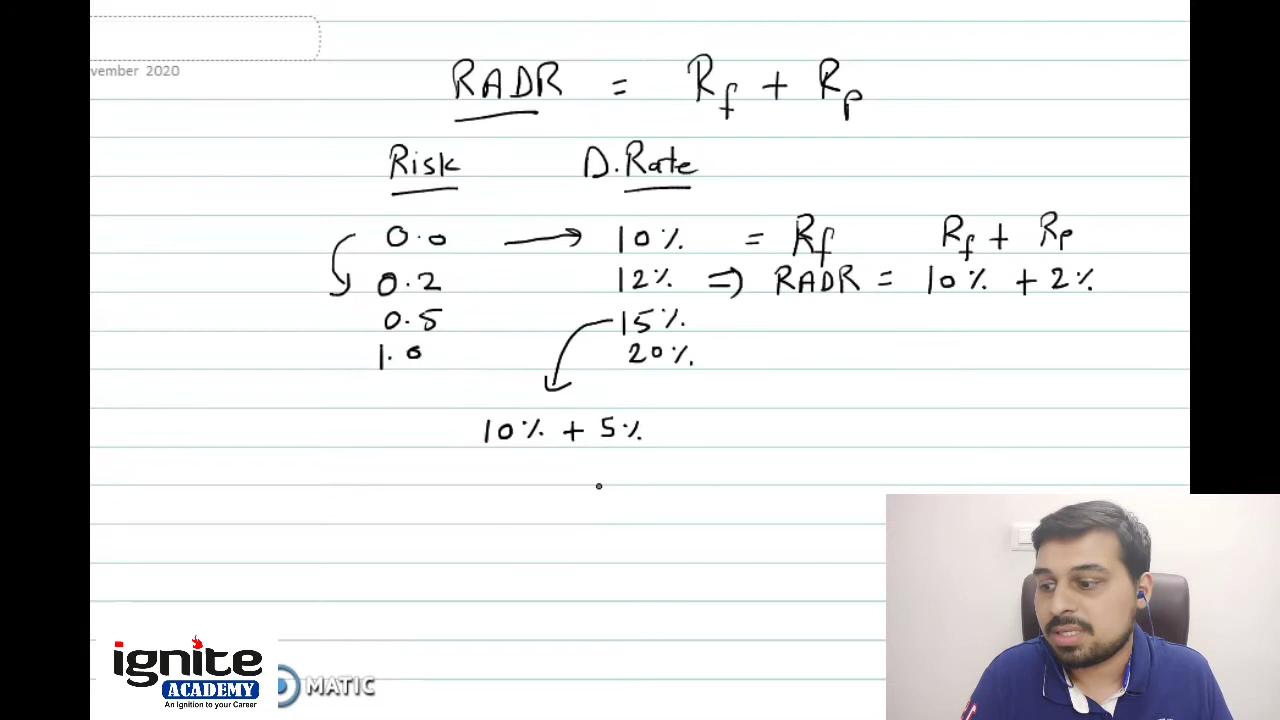 vember 2020
RADR = Rf + Rp
Risk D. Rate
0.0 → 10% = Rf Rf + Rp
0.2 12% ⇒ RADR = 10% + 2%
0.5 15%
1.0 20%
10% + 5%
ignite
ACADEMY
An Ignition to your Career
MATIC